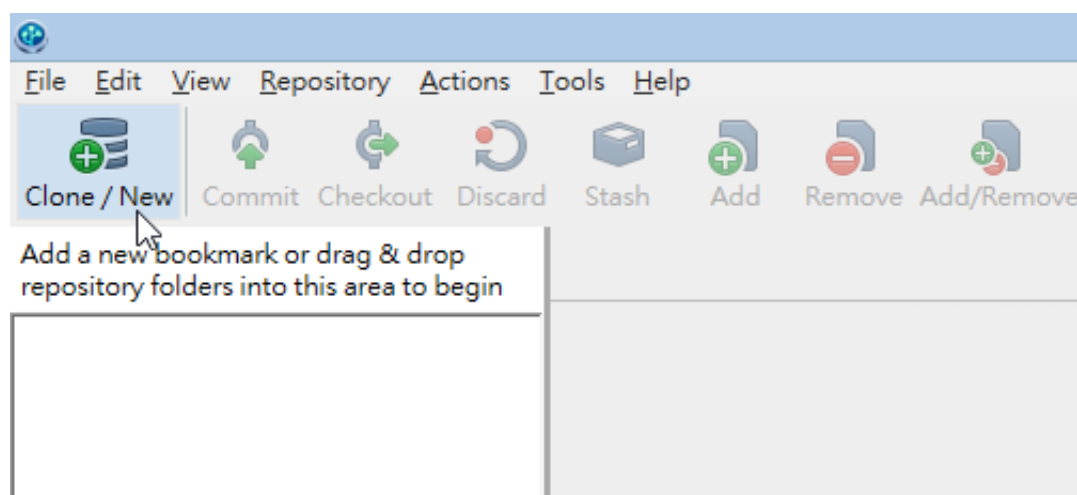 File Edit View Repository Actions Tools Help
Clone / New Commit Checkout Discard Stash Add Remove Add/Remove
Add a new bookmark or drag & drop
repository folders into this area to begin